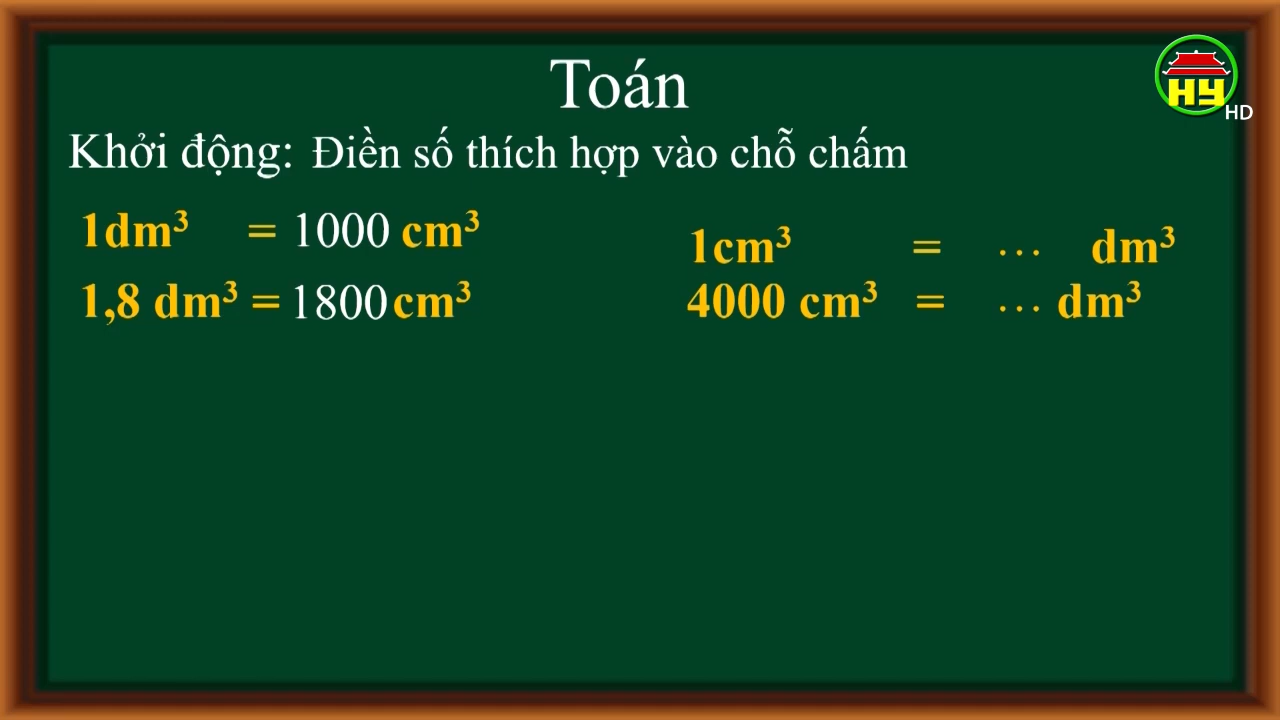 Toán
HY HD
Khởi động: Điền số thích hợp vào chỗ chấm
1dm³ = 1000 cm³
1,8 dm³ = 1800 cm³
1cm³ = ... dm³
4000 cm³ = ... dm³